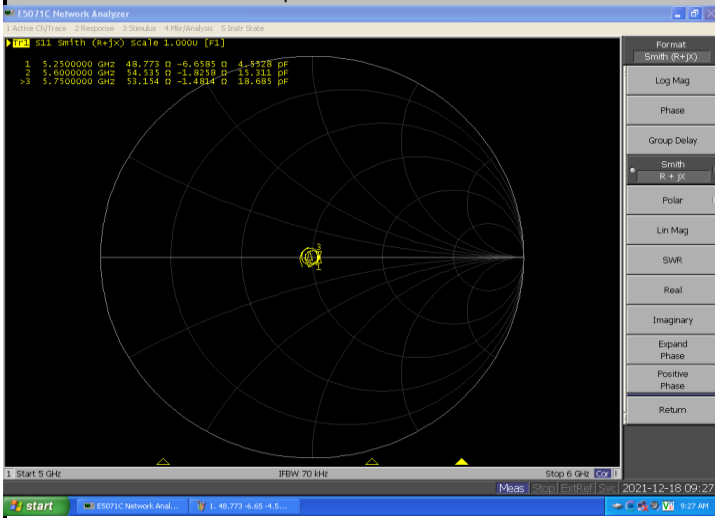 E5071C Network Analyzer
1 Active Ch/Trace 2 Response 3 Stimulus 4 Mkr/Analysis 5 Instr State
Tr1 S11 Smith (R+jX) Scale 1.000U [F1]
1 5.2500000 GHz 48.773 Ω -6.6585 Ω 4.5528 pF
2 5.6000000 GHz 54.535 Ω -1.8258 Ω 15.311 pF
>3 5.7500000 GHz 53.154 Ω -1.4814 Ω 18.685 pF
3
1
Format
Smith (R+jX)
Log Mag
Phase
Group Delay
Smith
R + jX
Polar
Lin Mag
SWR
Real
Imaginary
Expand
Phase
Positive
Phase
Return
1 Start 5 GHz IFBW 70 kHz Stop 6 GHz Cor !
Meas Stop ExtRef Svc 2021-12-18 09:27
start E5071C Network Anal... 1. 48.773 -6.65 -4.5... 9:27 AM